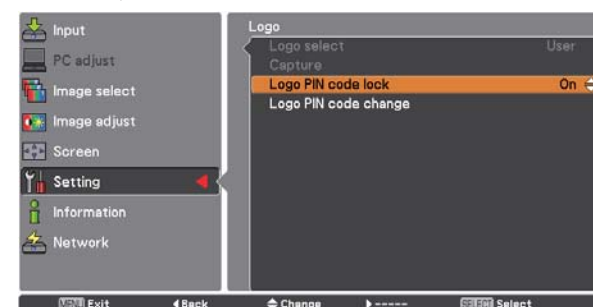 Input
PC adjust
Image select
Image adjust
Screen
Setting
Information
Network
Logo
Logo select User
Capture
Logo PIN code lock On
Logo PIN code change
MENU Exit Back Change ----- SELECT Select